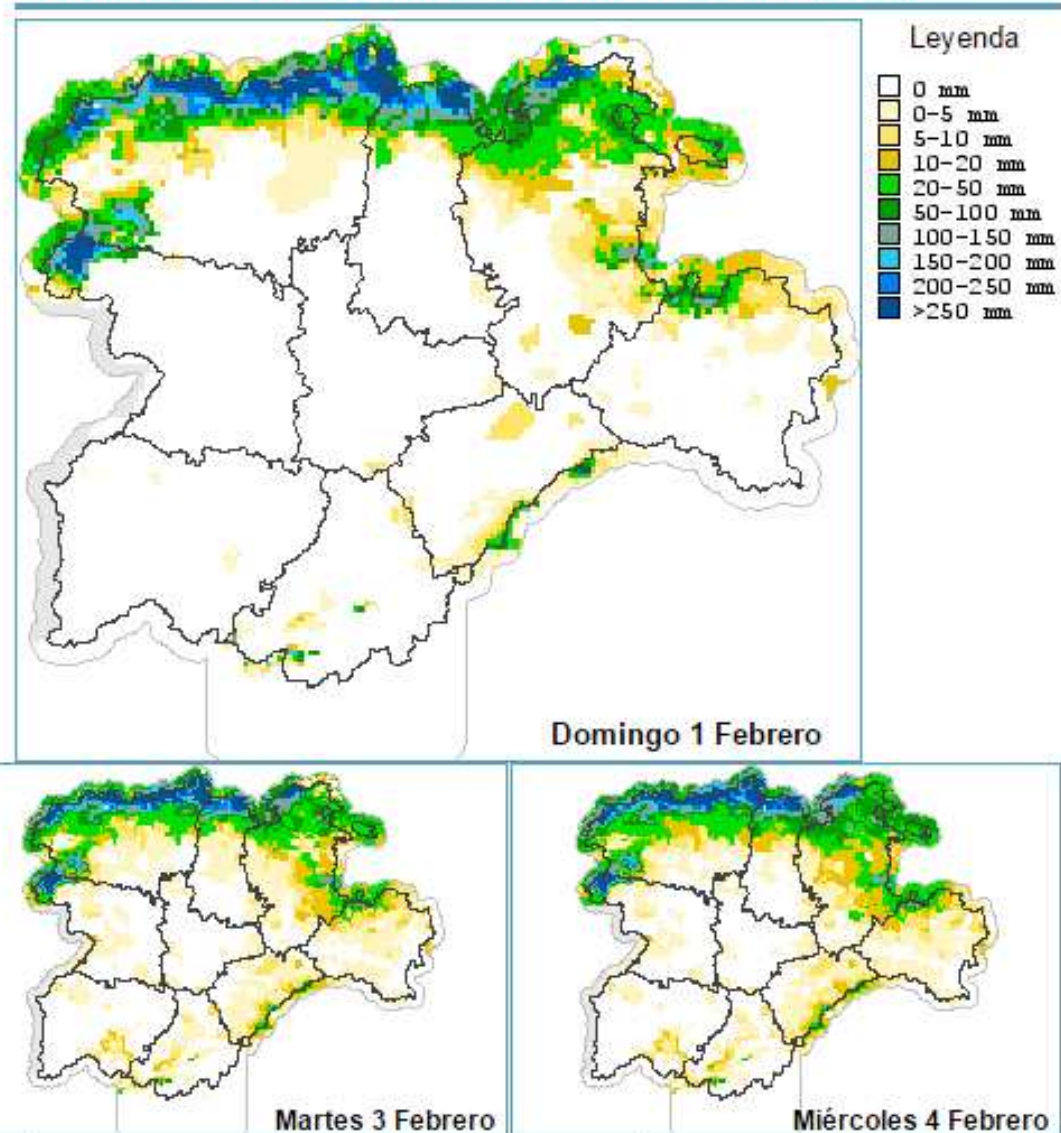 Leyenda
0 mm
0-5 mm
5-10 mm
10-20 mm
20-50 mm
50-100 mm
100-150 mm
150-200 mm
200-250 mm
>250 mm
Domingo 1 Febrero
Martes 3 Febrero
Miércoles 4 Febrero